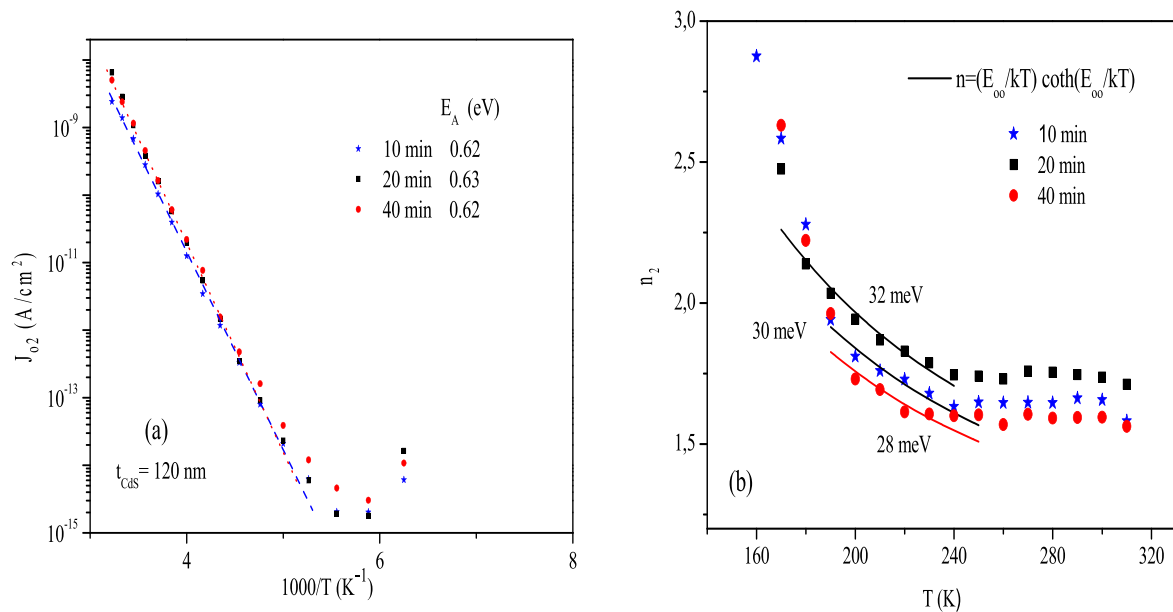 E_A (eV)
10 min 0.62
20 min 0.63
40 min 0.62
10^-9
10^-11
10^-13
10^-15
J_o2 (A/cm^2)
(a)
t_CdS = 120 nm
4 6 8
1000/T (K^-1)
3,0
2,5
2,0
1,5
n_2
n=(E_oo/kT) coth(E_oo/kT)
10 min
20 min
40 min
32 meV
30 meV
28 meV
(b)
160 200 240 280 320
T (K)